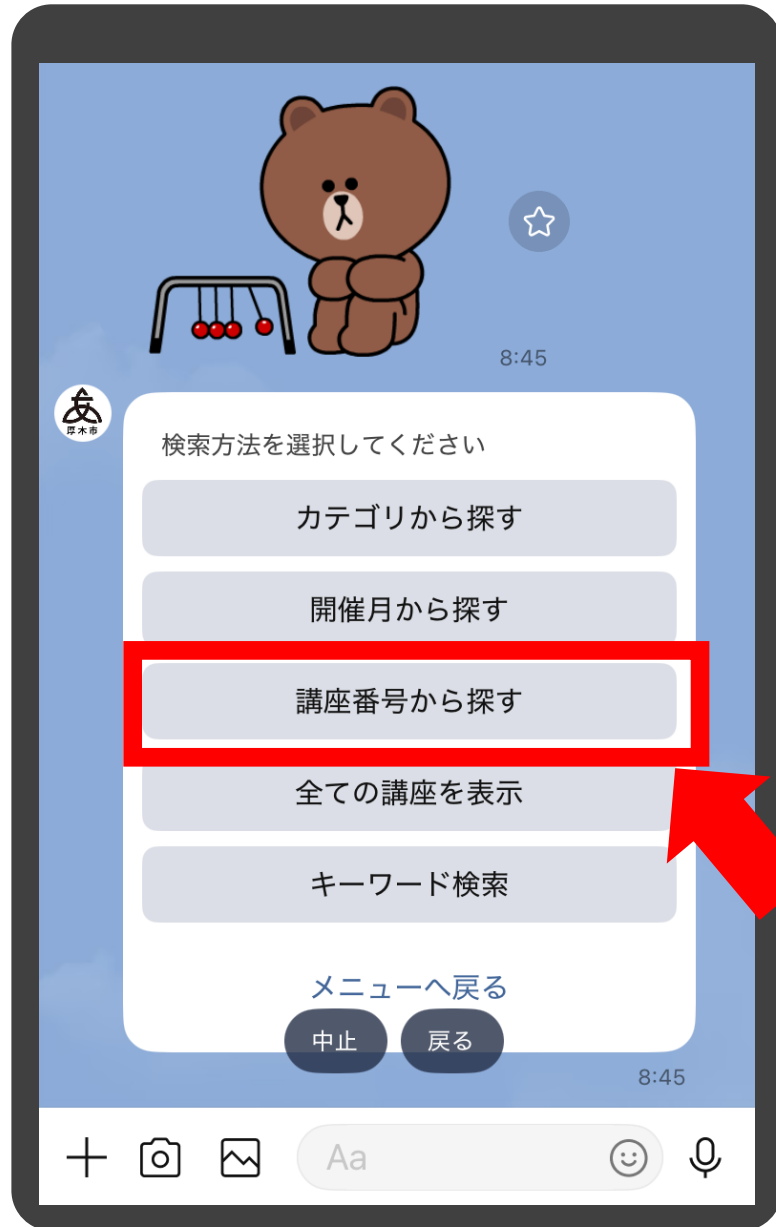 8:45
厚木市
検索方法を選択してください
カテゴリから探す
開催月から探す
講座番号から探す
全ての講座を表示
キーワード検索
メニューへ戻る
中止 戻る
8:45
Aa